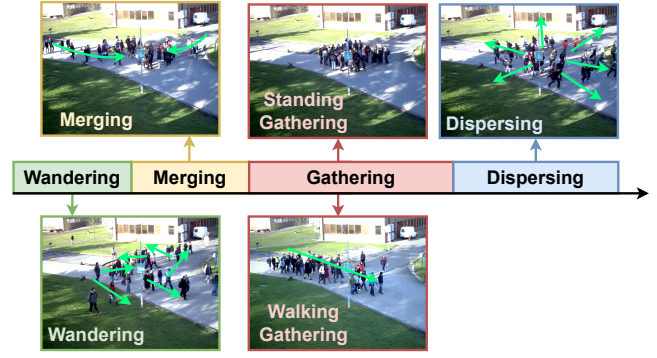 Merging
Standing
Gathering
Dispersing
Wandering
Merging
Gathering
Dispersing
Wandering
Walking
Gathering